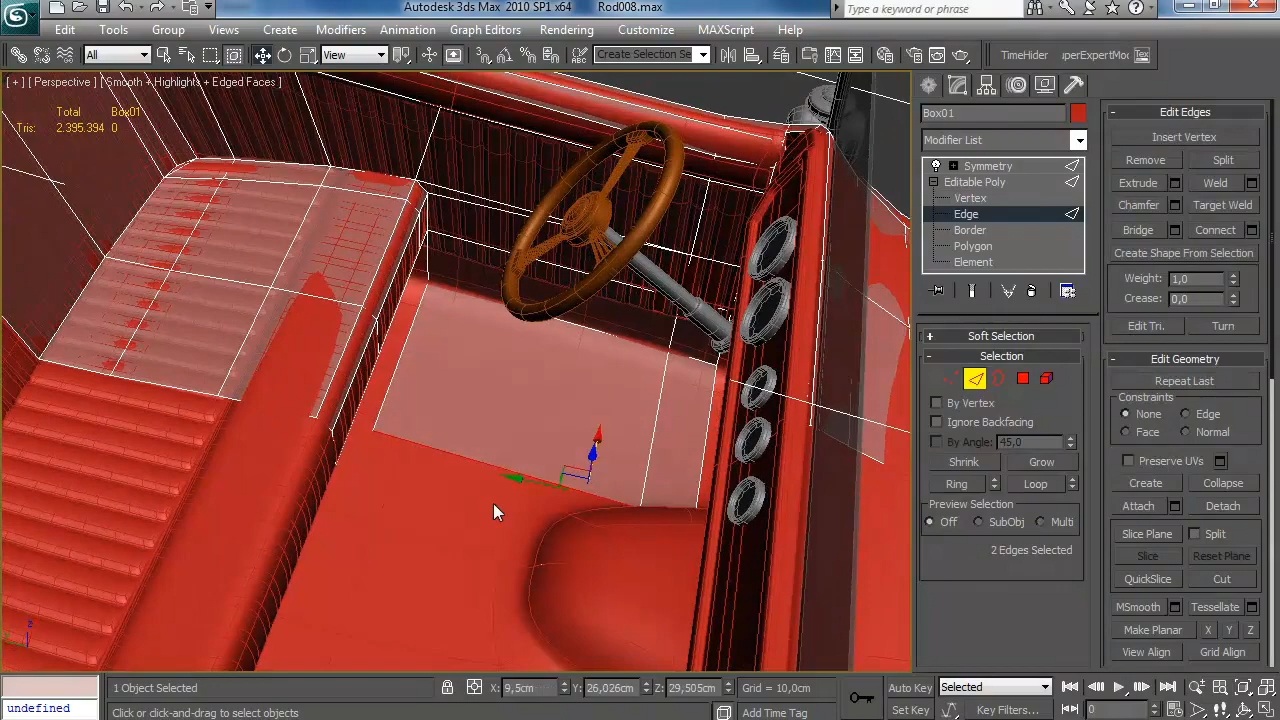 Autodesk 3ds Max 2010 SP1 x64 Rod008.max
Type a keyword or phrase
Edit Tools Group Views Create Modifiers Animation Graph Editors Rendering Customize MAXScript Help
All View Create Selection Se TimeHider uperExpertMoc Tex
[ + ] [ Perspective ] [ Smooth + Highlights + Edged Faces ]
Total Box01
Tris: 2.395.394 0
Box01
Modifier List
Symmetry
Editable Poly
Vertex
Edge
Border
Polygon
Element
+ Soft Selection
- Selection
By Vertex
Ignore Backfacing
By Angle: 45,0
Shrink Grow
Ring Loop
Preview Selection
Off SubObj Multi
2 Edges Selected
- Edit Edges
Insert Vertex
Remove Split
Extrude Weld
Chamfer Target Weld
Bridge Connect
Create Shape From Selection
Weight: 1,0
Crease: 0,0
Edit Tri. Turn
- Edit Geometry
Repeat Last
Constraints
None Edge
Face Normal
Preserve UVs
Create Collapse
Attach Detach
Slice Plane Split
Slice Reset Plane
QuickSlice Cut
MSmooth Tessellate
Make Planar X Y Z
View Align Grid Align
z
1 Object Selected X: 9,5cm Y: 26,026cm Z: 29,505cm Grid = 10,0cm Auto Key Selected
undefined Click or click-and-drag to select objects Add Time Tag Set Key Key Filters... 0